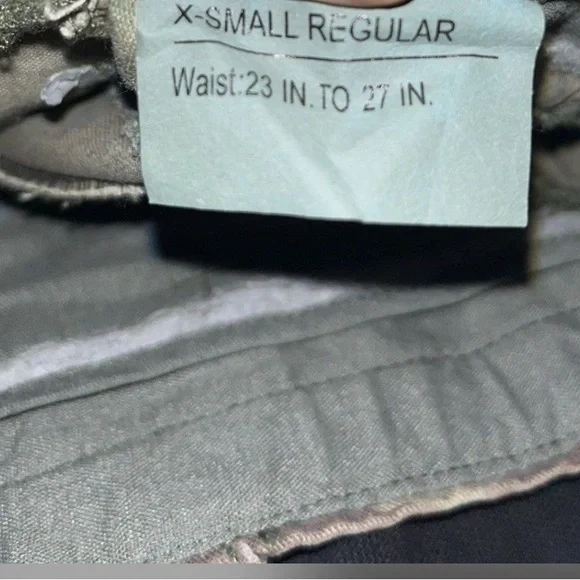 X-SMALL REGULAR
Waist:23 IN.TO 27 IN.